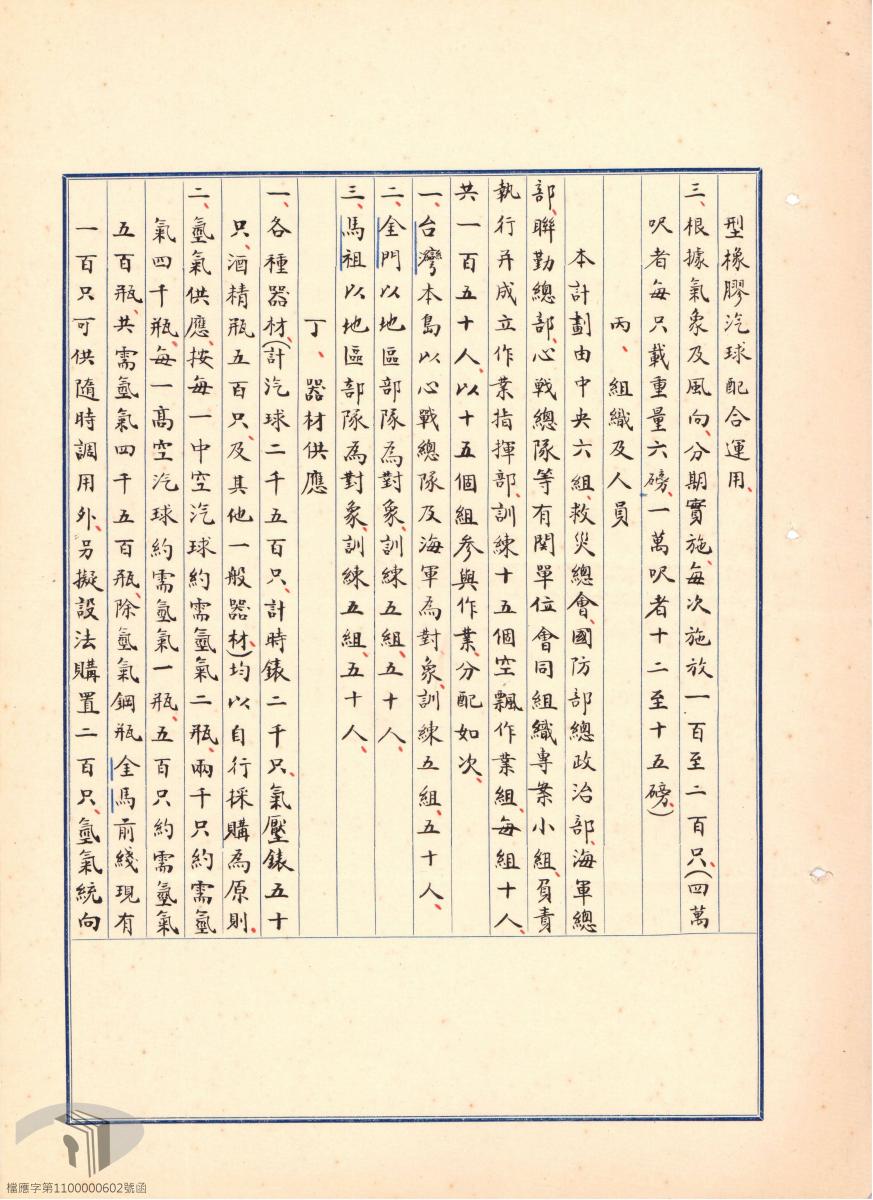 型橡膠汽球配合運用、
三、根據氣象及風向、分期實施、每次施放一百至二百只、(四萬
呎者每只載重量六磅、一萬呎者十二至十五磅、)
丙、組織及人員
本計劃由中央六組、救災總會、國防部總政治部、海軍總
部、聯勤總部、心戰總隊等有関單位會同組織專案小組、負責
執行并成立作業指揮部、訓練十五個空飄作業組、每組十人、
共一百五十人、以十五個組參與作業、分配如次、
一、台灣本島以心戰總隊及海軍為對象、訓練五組、五十人、
二、金門以地區部隊為對象、訓練五組、五十人、
三、馬祖以地區部隊為對象、訓練五組、五十人、
丁、器材供應
一、各種器材、(計汽球二千五百只、計時錶二千只、氣壓錶五十
只、酒精瓶五百只、及其他一般器材、)均以自行採購為原則、
二、氫氣供應、按每一中空汽球約需氫氣二瓶、兩千只約需氫
氣四千瓶、每一高空汽球約需氫氣一瓶、五百只約需氫氣
五百瓶、共需氫氣四千五百瓶、除氫氣鋼瓶金馬前綫現有
一百只可供隨時調用外、另擬設法購置二百只、氫氣統向
檔應字第1100000602號函